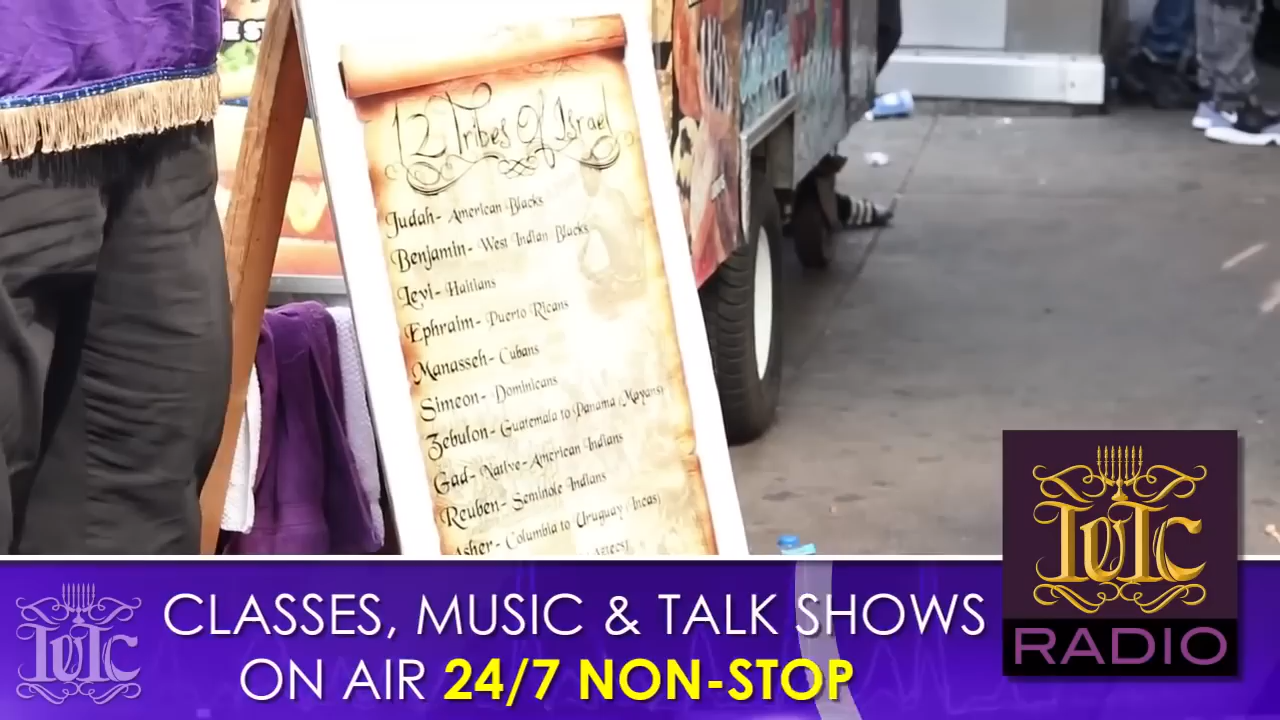 12 Tribes Of Israel
Judah- American Blacks
Benjamin- West Indian Blacks
Levi- Haitians
Ephraim- Puerto Ricans
Manasseh- Cubans
Simeon- Dominicans
Zebulon- Guatemala to Panama (Mayans)
Gad- Native-American Indians
Reuben- Seminole Indians
Asher- Columbia to Uruguay (Incas)
IUIC
CLASSES, MUSIC & TALK SHOWS
ON AIR 24/7 NON-STOP
IUIC
RADIO